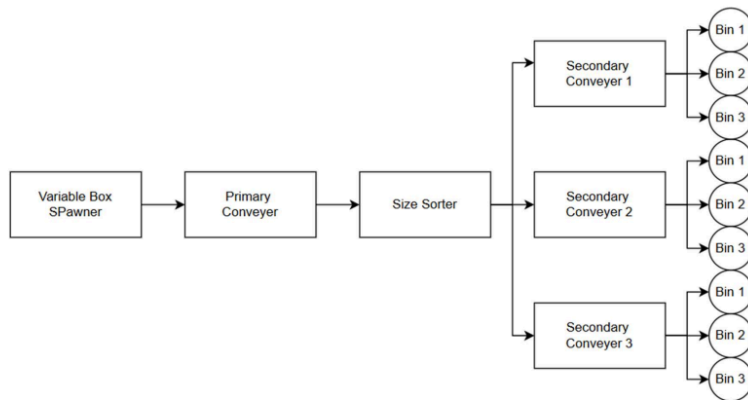 Variable Box
SPawner
Primary
Conveyer
Size Sorter
Secondary
Conveyer 1
Bin 1
Bin 2
Bin 3
Secondary
Conveyer 2
Bin 1
Bin 2
Bin 3
Secondary
Conveyer 3
Bin 1
Bin 2
Bin 3